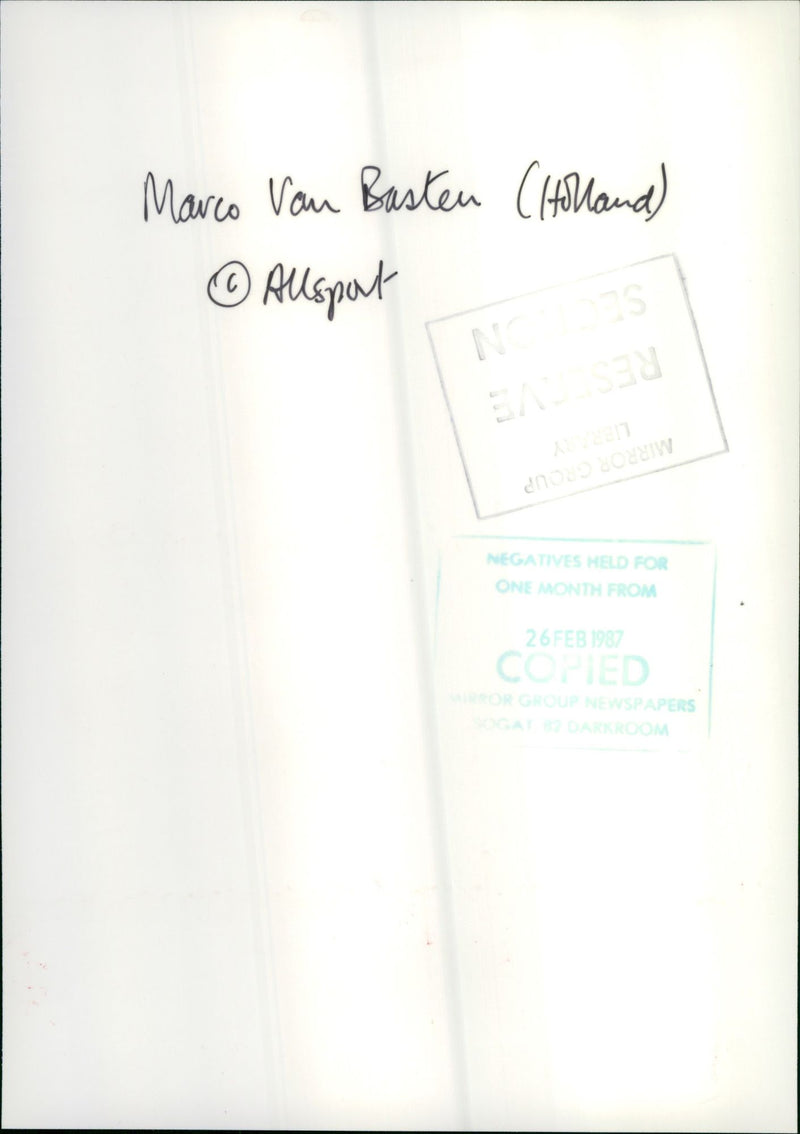 Marco Van Basten (Holland)
© Allsport
MIRROR GROUP
LIBRARY
RESERVE
SECTION
NEGATIVES HELD FOR
ONE MONTH FROM
26 FEB 1987
COPIED
MIRROR GROUP NEWSPAPERS
SOGAT. 82 DARKROOM